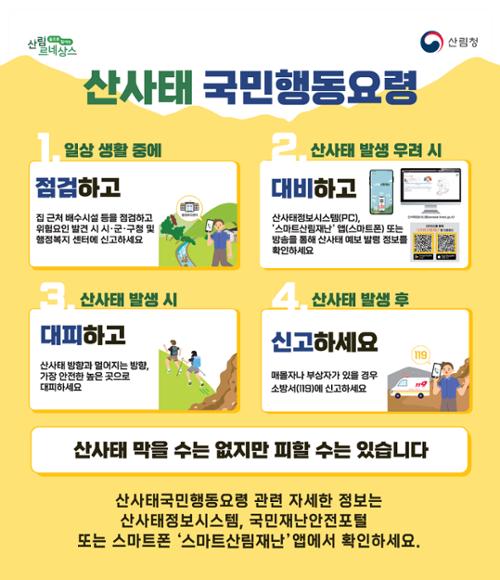 산림
르네상스
산림청
산사태 국민행동요령
1. 일상 생활 중에
점검하고
집 근처 배수시설 등을 점검하고
위험요인 발견 시 시·군·구청 및
행정복지 센터에 신고하세요
2. 산사태 발생 우려 시
대비하고
산사태정보시스템(PC),
'스마트산림재난' 앱(스마트폰) 또는
방송을 통해 산사태 예보 발령 정보를
확인하세요
3. 산사태 발생 시
대피하고
산사태 방향과 멀어지는 방향,
가장 안전한 높은 곳으로
대피하세요
4. 산사태 발생 후
신고하세요
매몰자나 부상자가 있을 경우
소방서(119)에 신고하세요
119
119
산사태 막을 수는 없지만 피할 수는 있습니다
산사태국민행동요령 관련 자세한 정보는
산사태정보시스템, 국민재난안전포털
또는 스마트폰 '스마트산림재난'앱에서 확인하세요.